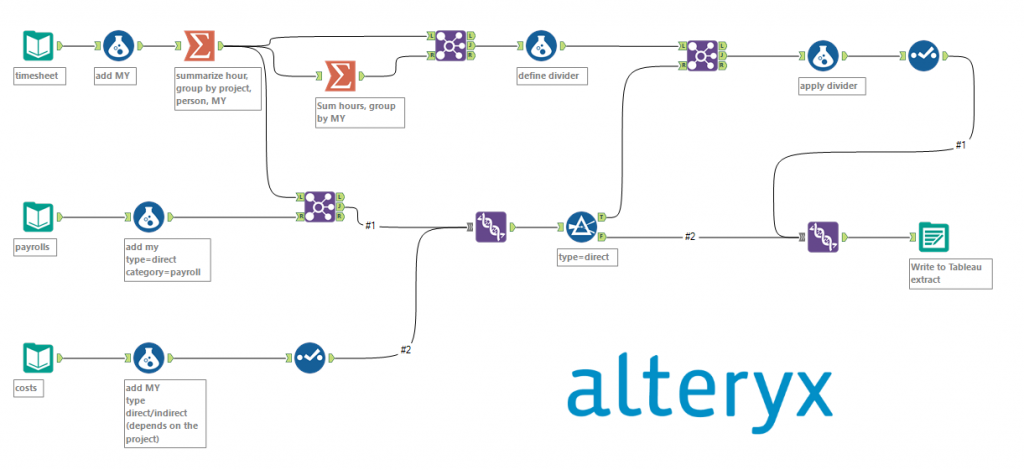 timesheet
add MY
summarize hour,
group by project,
person, MY
Sum hours, group
by MY
L
R
L
J
R
define divider
L
R
L
J
R
apply divider
#1
payrolls
add my
type=direct
category=payroll
L
R
L
J
R
#1
T
F
type=direct
#2
Write to Tableau
extract
costs
add MY
type
direct/indirect
(depends on the
project)
#2
alteryx